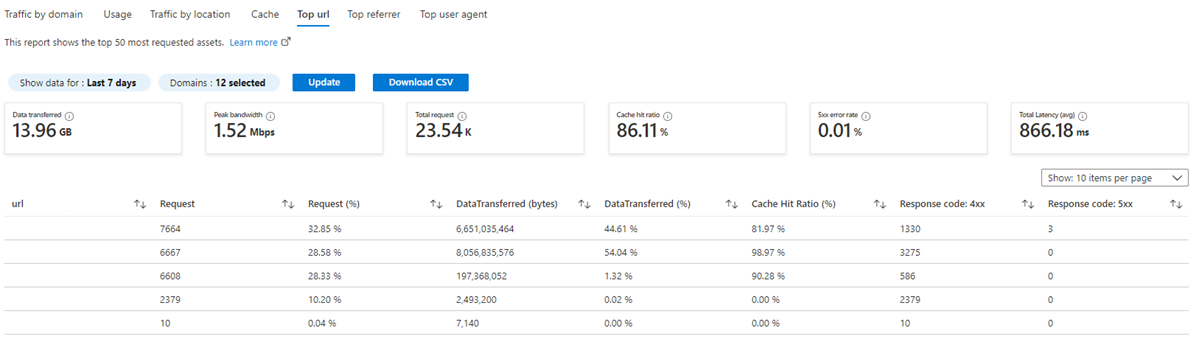 Traffic by domain Usage Traffic by location Cache Top url Top referrer Top user agent
This report shows the top 50 most requested assets. Learn more
Show data for : Last 7 days Domains : 12 selected Update Download CSV
Data transferred Peak bandwidth Total request Cache hit ratio 5xx error rate Total Latency (avg)
13.96 GB 1.52 Mbps 23.54 K 86.11 % 0.01 % 866.18 ms
Show: 10 items per page
url Request Request (%) DataTransferred (bytes) DataTransferred (%) Cache Hit Ratio (%) Response code: 4xx Response code: 5xx
7664 32.85 % 6,651,035,464 44.61 % 81.97 % 1330 3
6667 28.58 % 8,056,835,576 54.04 % 98.97 % 3275 0
6608 28.33 % 197,368,052 1.32 % 90.28 % 586 0
2379 10.20 % 2,493,200 0.02 % 0.00 % 2379 0
10 0.04 % 7,140 0.00 % 0.00 % 10 0